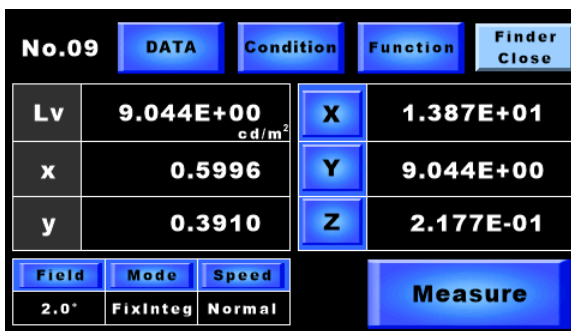 No.09 DATA Condition Function Finder
Close
Lv 9.044E+00 X 1.387E+01
cd/m²
x 0.5996 Y 9.044E+00
y 0.3910 Z 2.177E-01
Field Mode Speed Measure
2.0° FixInteg Normal